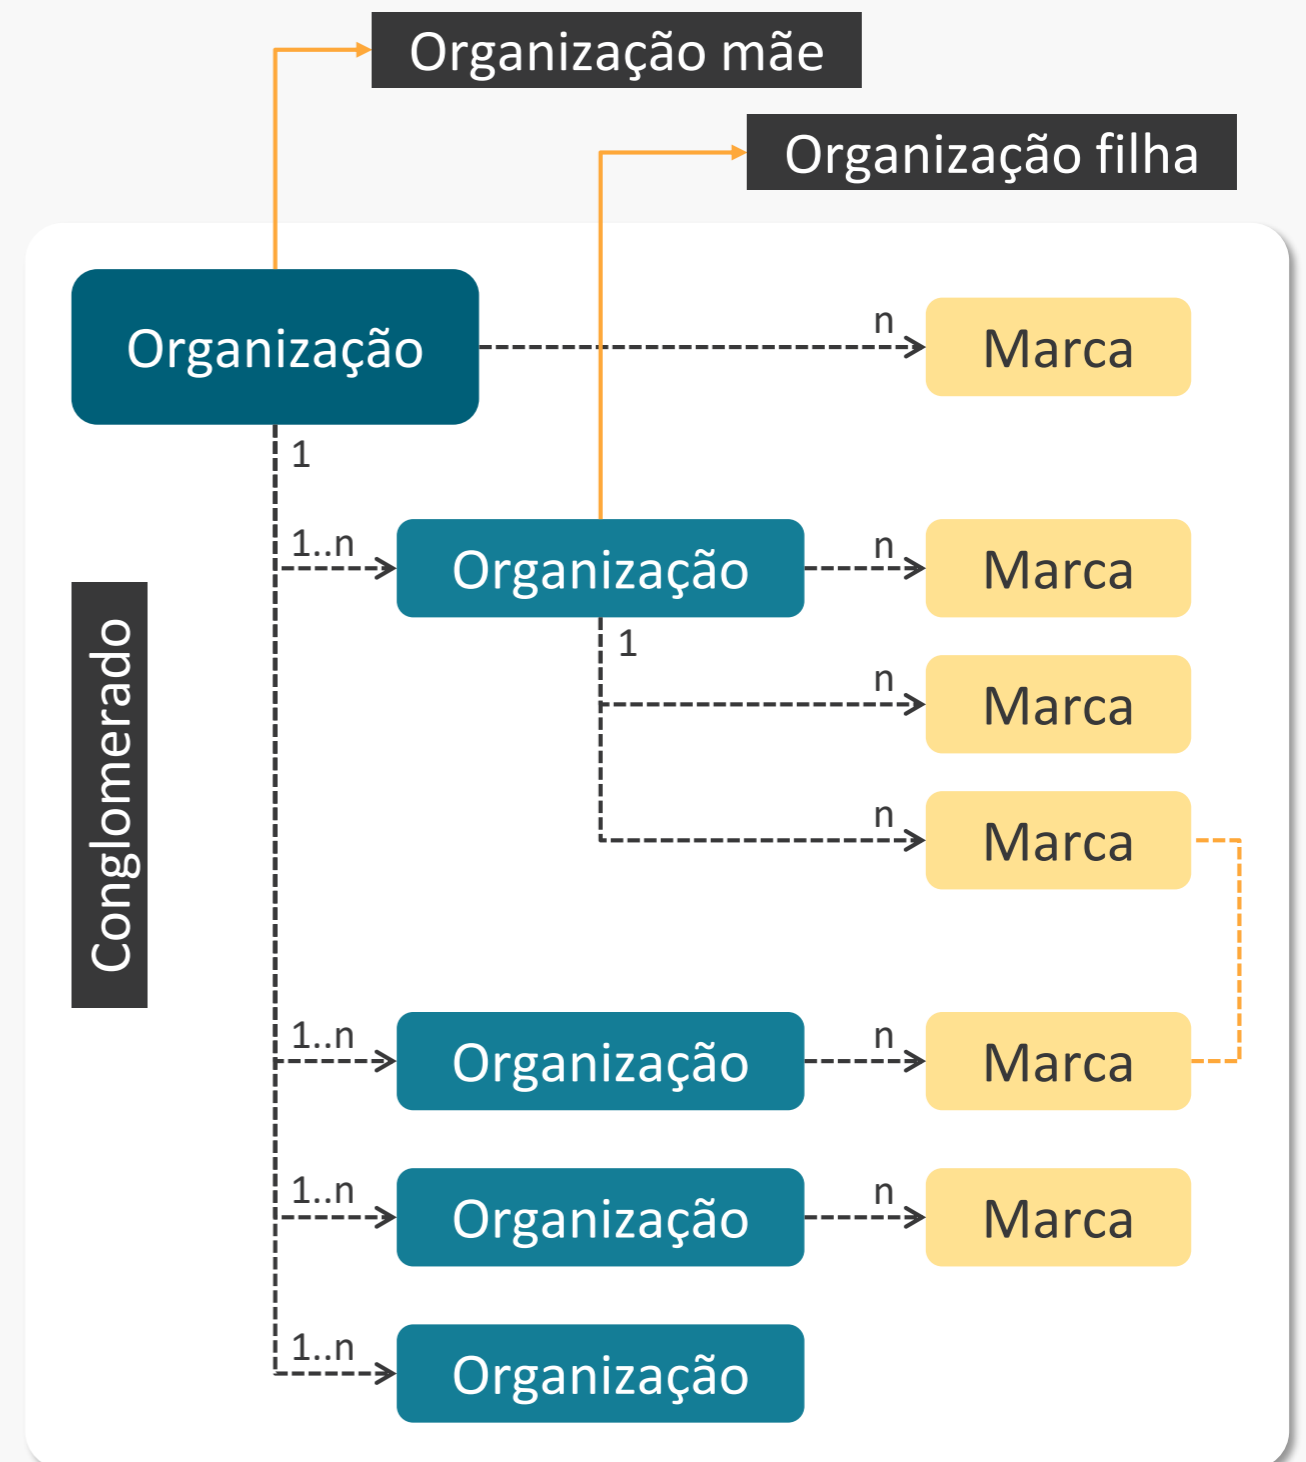 Organização mãe
Organização filha
Organização
n
Marca
1
1..n
Organização
n
Marca
1
n
Marca
n
Marca
Conglomerado
1..n
Organização
n
Marca
1..n
Organização
n
Marca
1..n
Organização